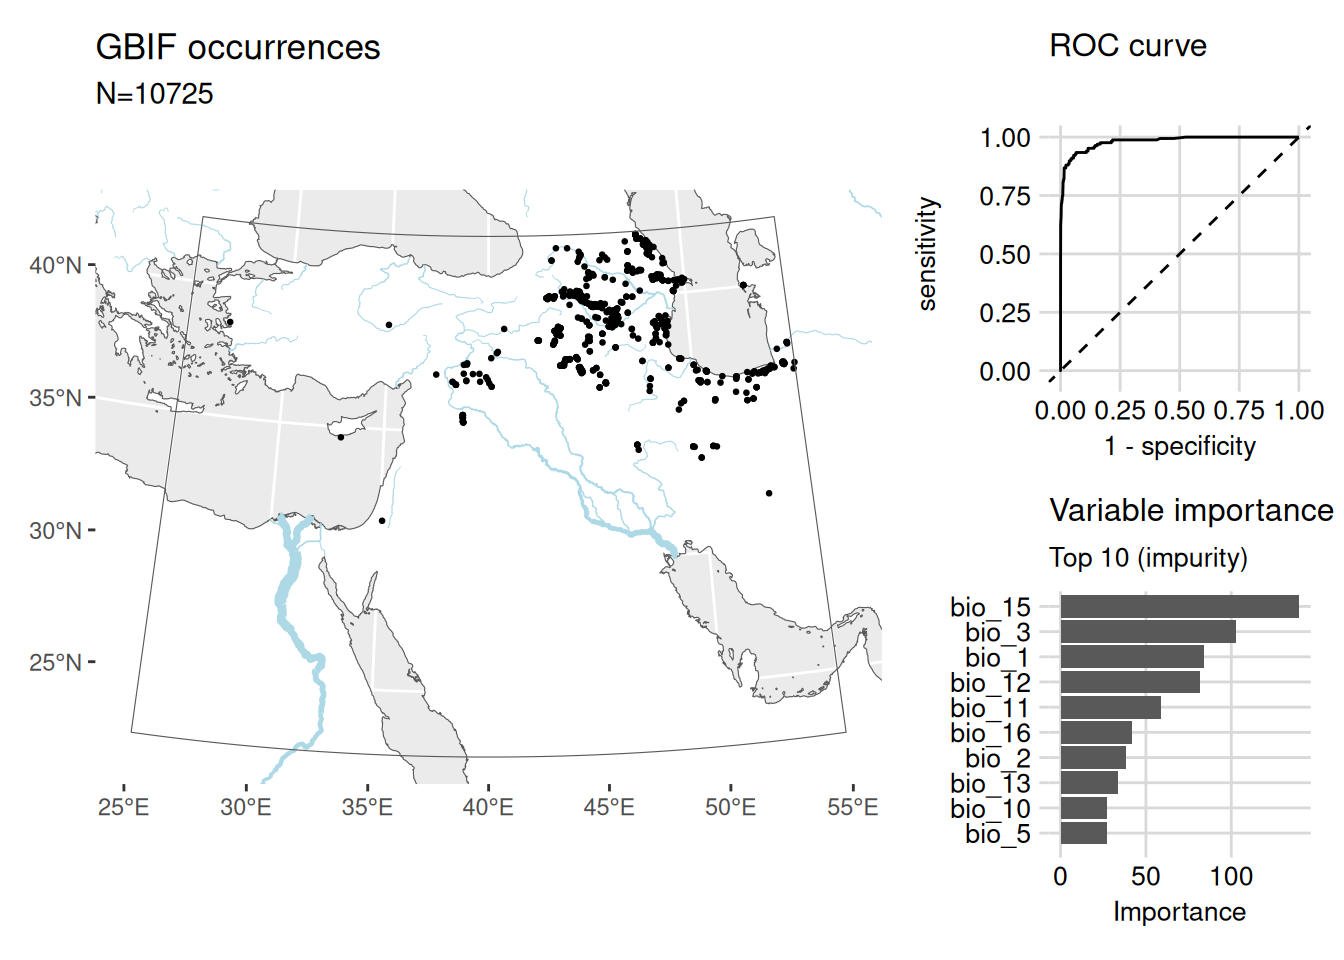 GBIF occurrences
N=10725
40°N
35°N
30°N
25°N
25°E 30°E 35°E 40°E 45°E 50°E 55°E
ROC curve
sensitivity
1.00
0.75
0.50
0.25
0.00
0.00 0.25 0.50 0.75 1.00
1 - specificity
Variable importance
Top 10 (impurity)
bio_15
bio_3
bio_1
bio_12
bio_11
bio_16
bio_2
bio_13
bio_10
bio_5
0 50 100
Importance